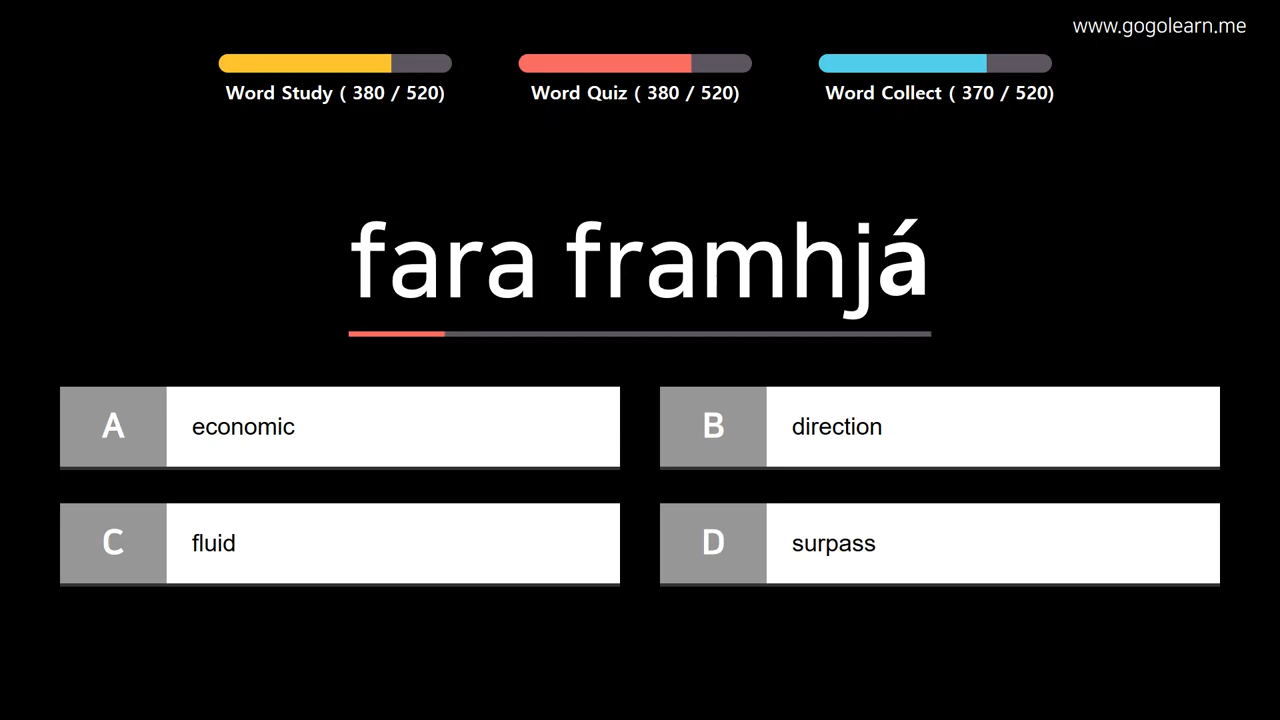 www.gogolearn.me
Word Study ( 380 / 520)
Word Quiz ( 380 / 520)
Word Collect ( 370 / 520)
fara framhjá
A economic
B direction
C fluid
D surpass